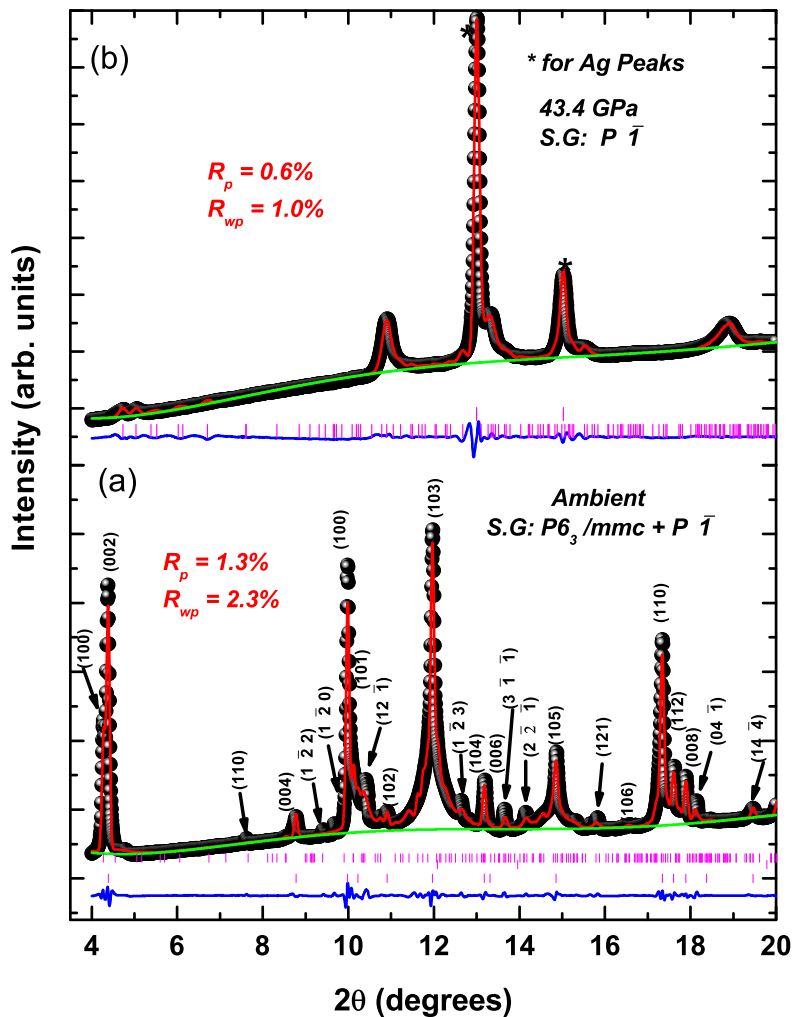 (b)
* for Ag Peaks
43.4 GPa
S.G: P 1̅
R_p = 0.6%
R_wp = 1.0%
*
*
Intensity (arb. units)
(a)
Ambient
S.G: P6_3 /mmc + P 1̅
R_p = 1.3%
R_wp = 2.3%
(100)
(002)
(110)
(004)
(1 2̅ 2)
(1 2̅ 0)
(100)
(101)
(12 1̅)
(102)
(103)
(1 2̅ 3)
(104)
(006)
(3 1̅ 1̅)
(2 2̅ 1̅)
(105)
(121)
(106)
(110)
(112)
(008)
(04 1̅)
(14 4̅)
4 6 8 10 12 14 16 18 20
2θ (degrees)